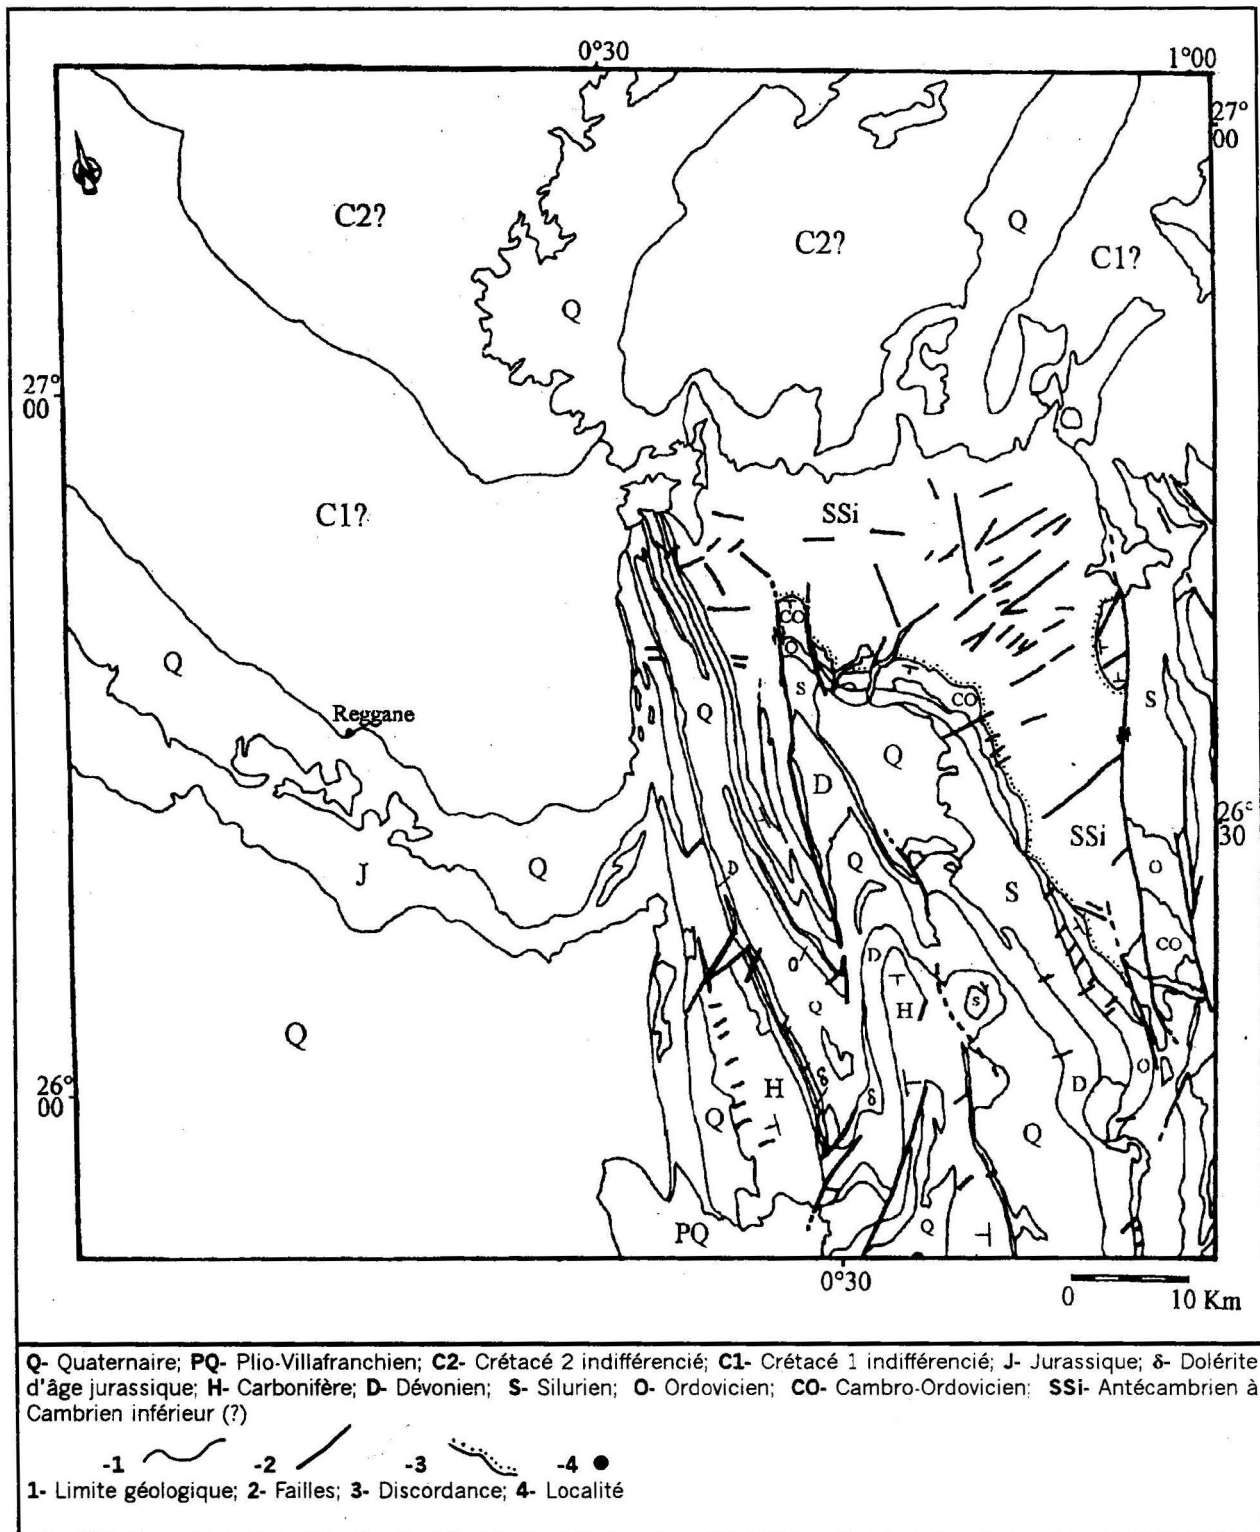 0°30
1°00
27°
00
C2?
C2?
Q
C1?
Q
27°
00
C1?
SSi
CO
O
Q
S
CO
S
Reggane
Q
Q
D
26°
30
SSi
J
Q
D
Q
O
S
CO
D
O
H
S
Q
Q
26°
00
H
δ
δ
D
O
Q
Q
PQ
Q
0°30
0 10 Km
Q- Quaternaire; PQ- Plio-Villafranchien; C2- Crétacé 2 indifférencié; C1- Crétacé 1 indifférencié; J- Jurassique; δ- Dolérite
d'âge jurassique; H- Carbonifère; D- Dévonien; S- Silurien; O- Ordovicien; CO- Cambro-Ordovicien; SSi- Antécambrien à
Cambrien inférieur (?)
-1 -2 -3 -4
1- Limite géologique; 2- Failles; 3- Discordance; 4- Localité